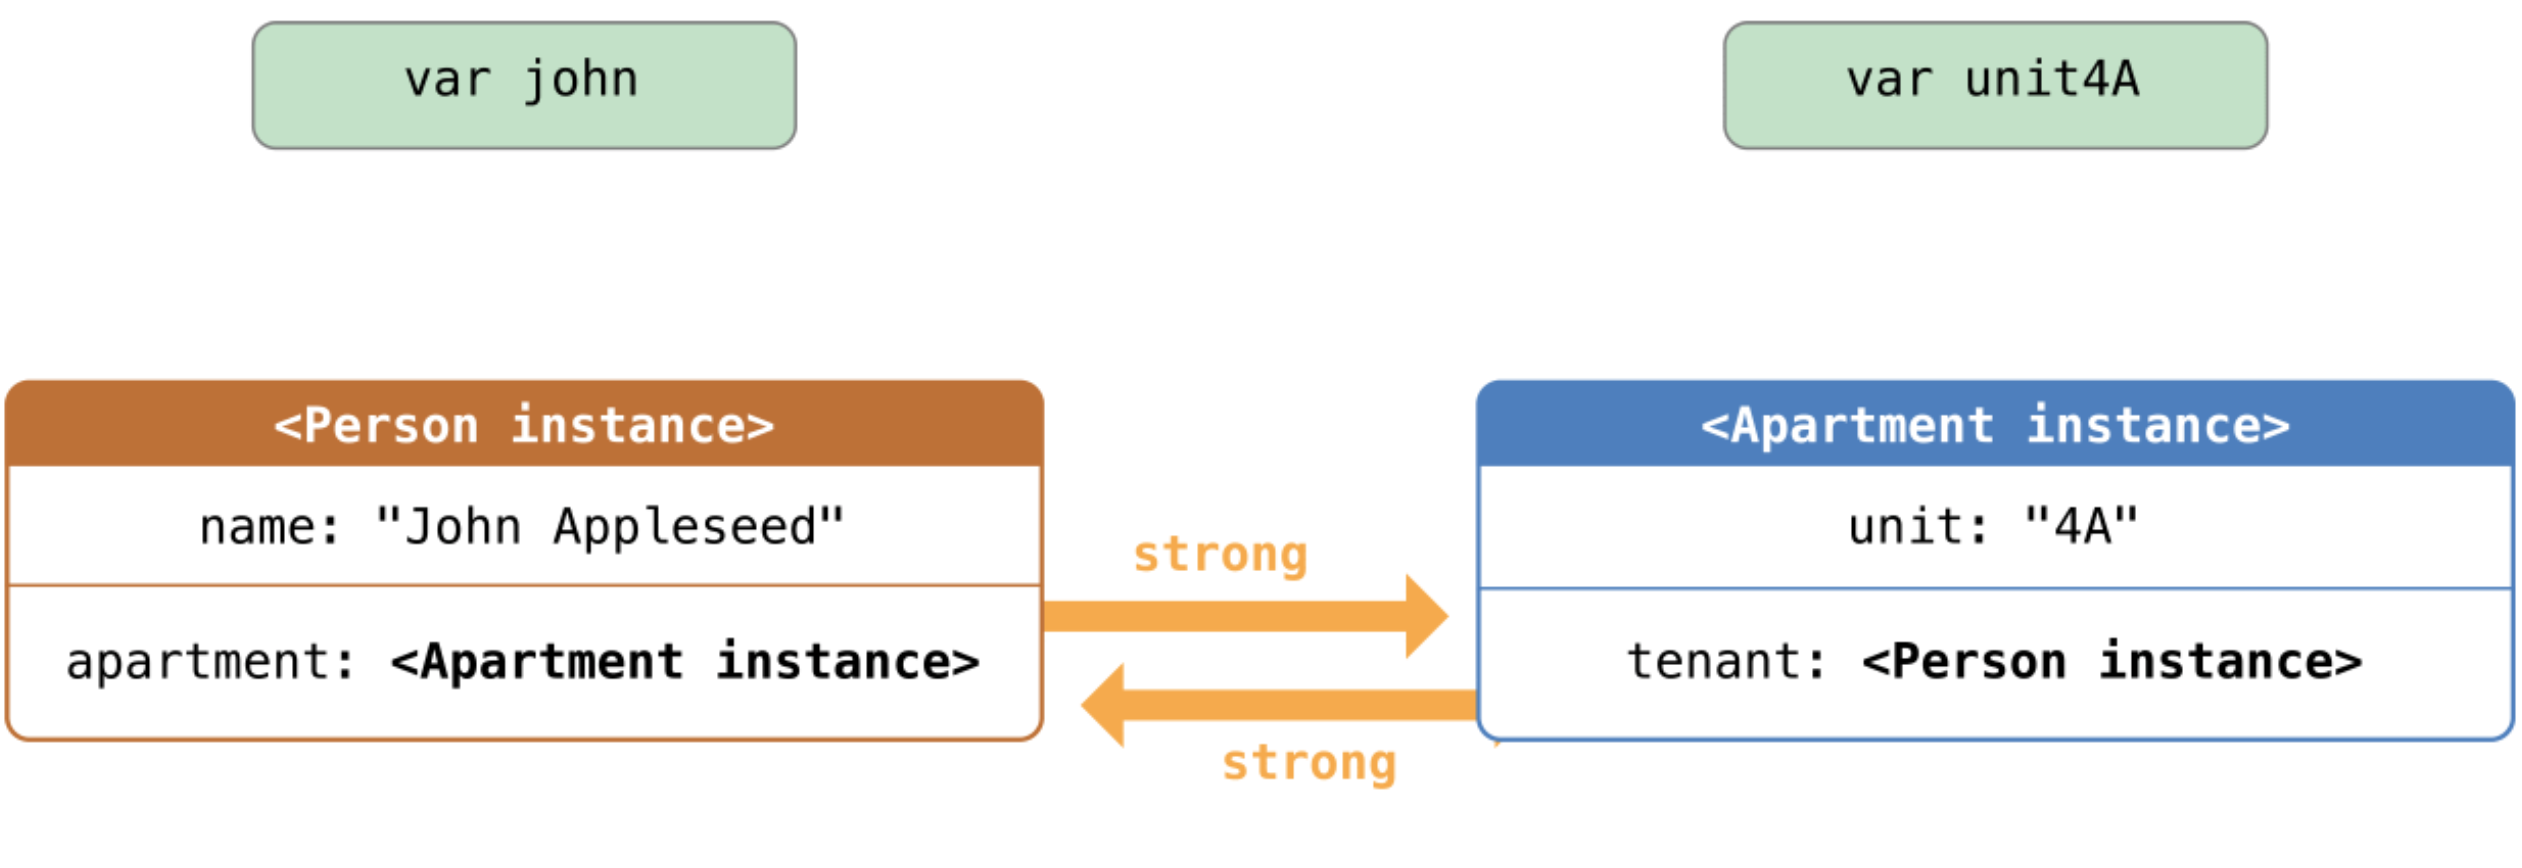 var john
var unit4A
<Person instance>
name: "John Appleseed"
apartment: <Apartment instance>
strong
strong
<Apartment instance>
unit: "4A"
tenant: <Person instance>